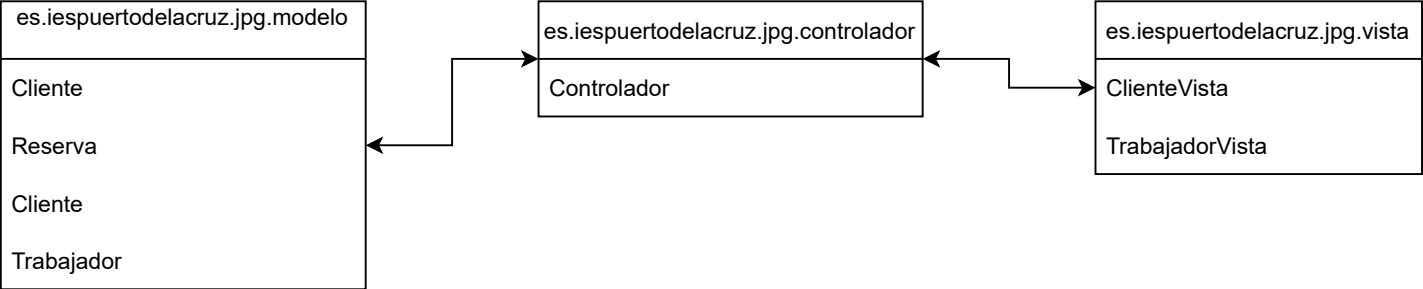 es.iespuertodelacruz.jpg.modelo
Cliente
Reserva
Cliente
Trabajador
es.iespuertodelacruz.jpg.controlador
Controlador
es.iespuertodelacruz.jpg.vista
ClienteVista
TrabajadorVista